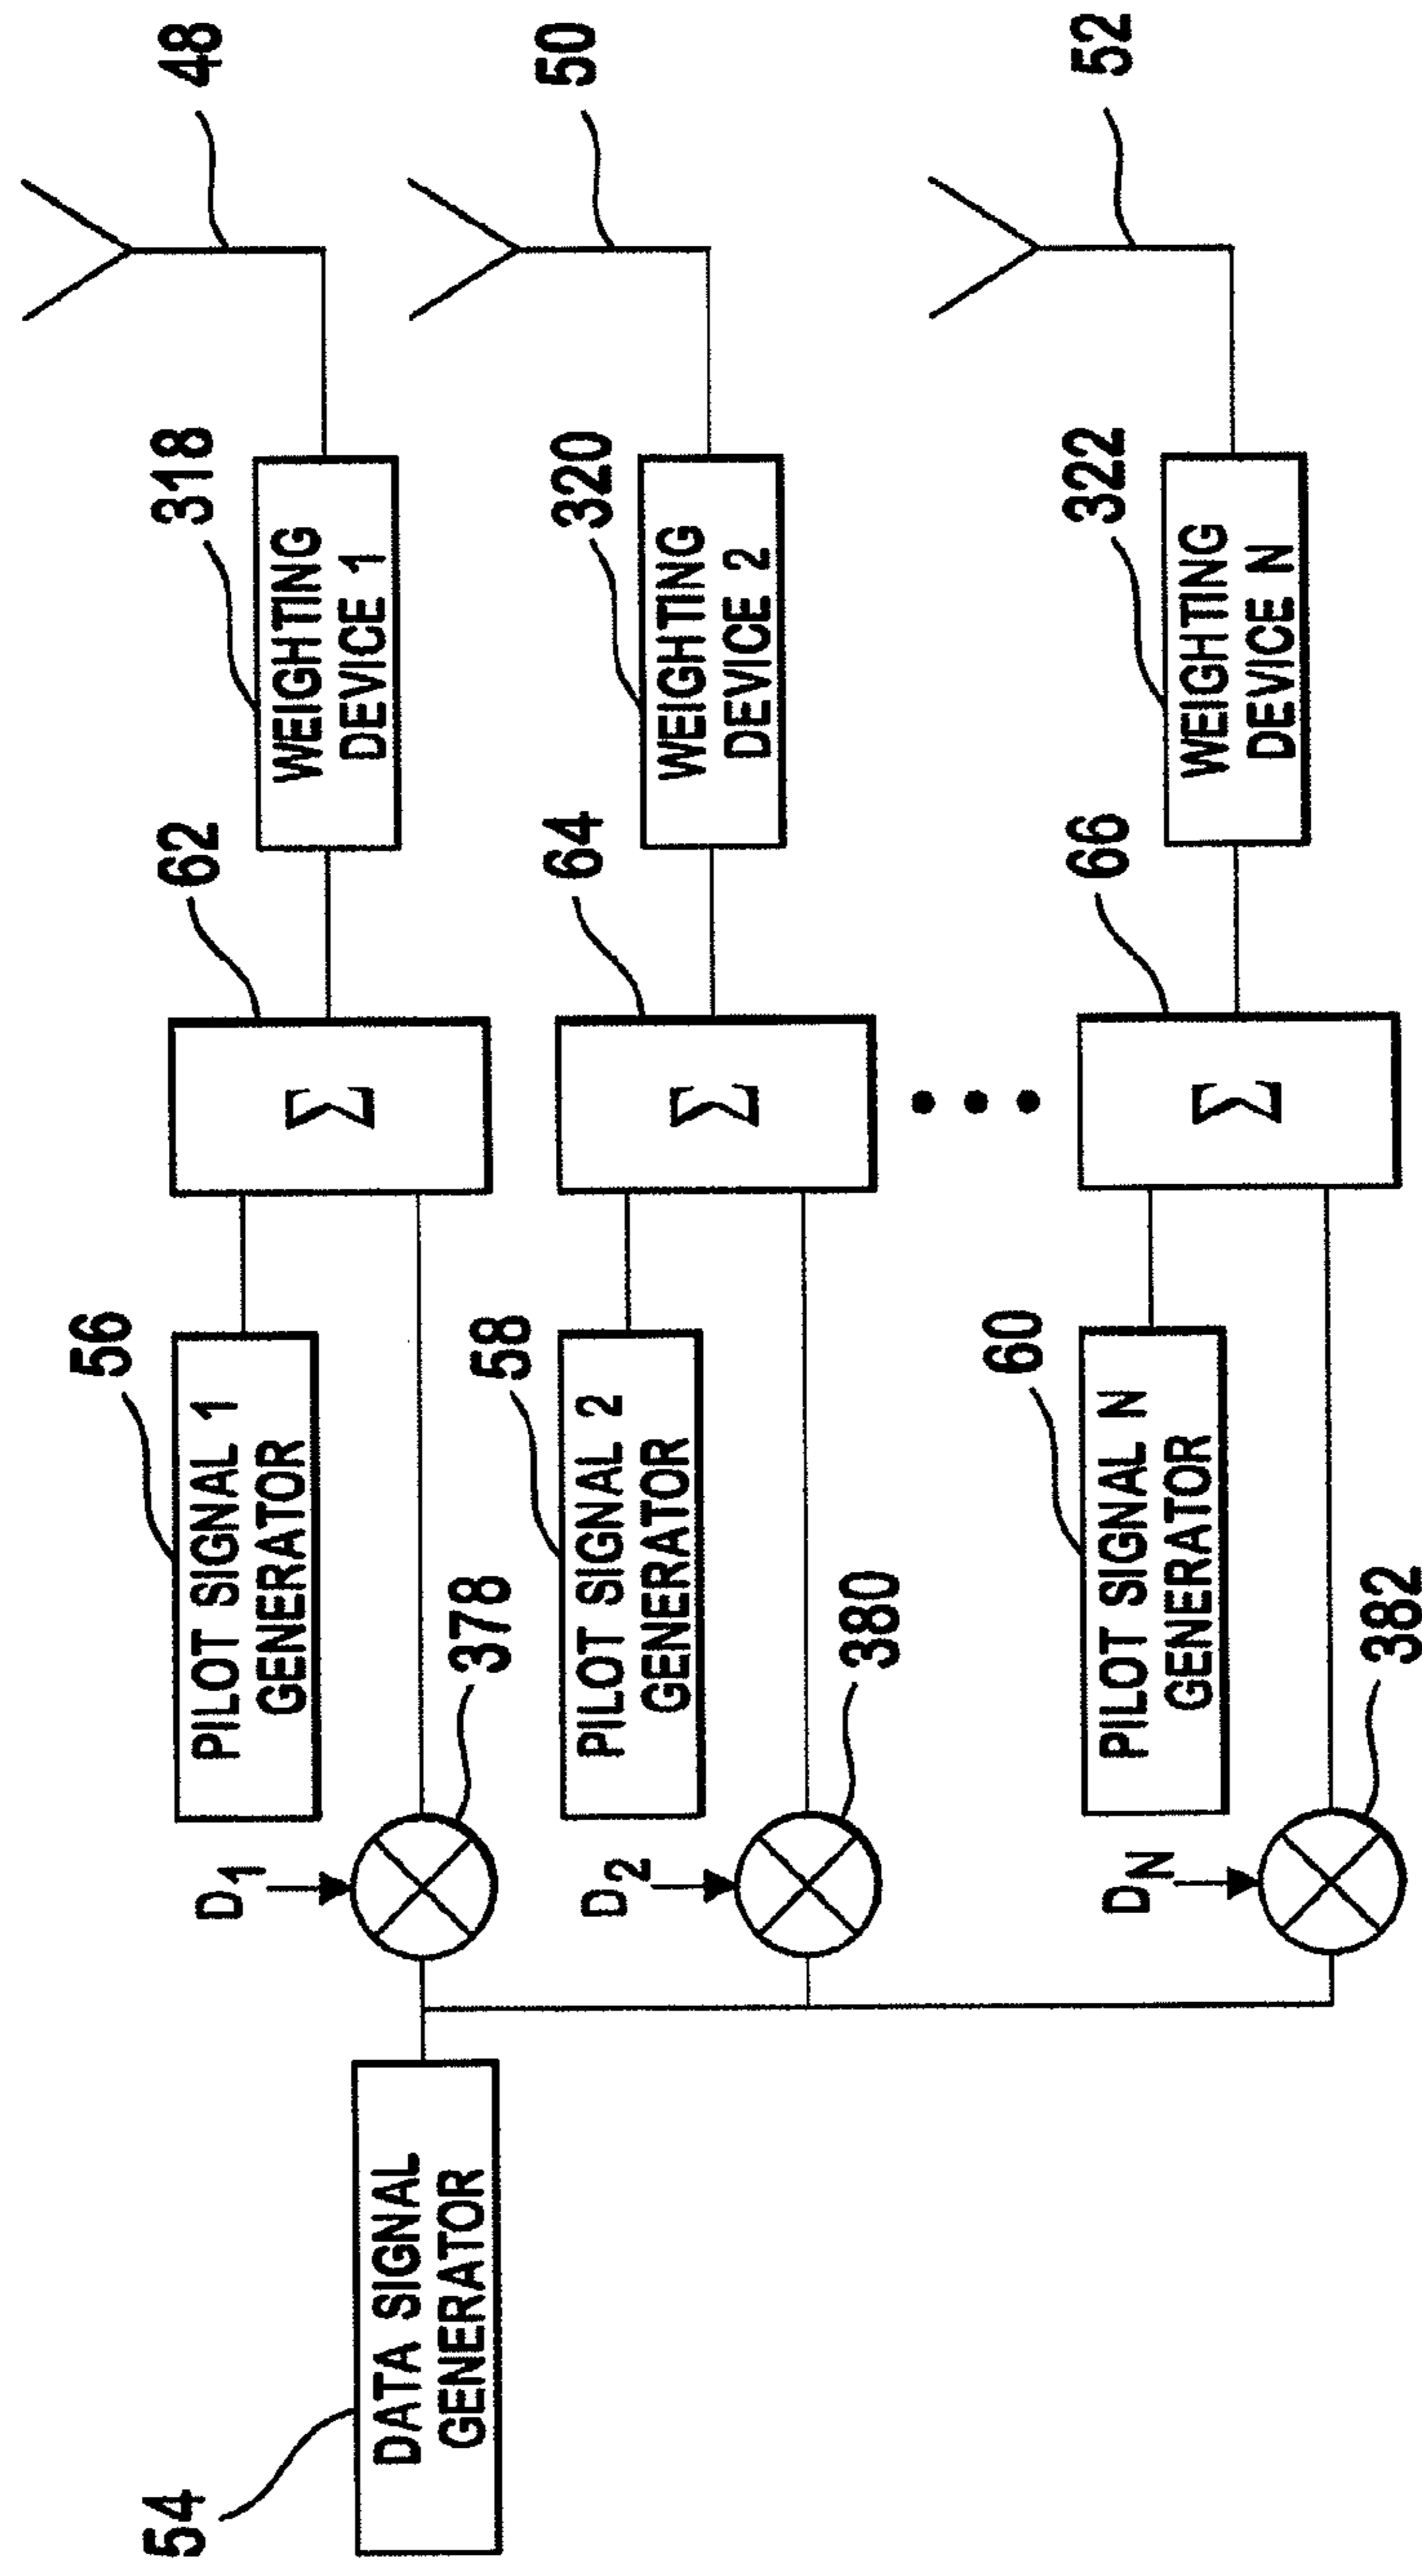 54
DATA SIGNAL
GENERATOR
D1
378
56
PILOT SIGNAL 1
GENERATOR
62
Σ
318
WEIGHTING
DEVICE 1
48
D2
380
58
PILOT SIGNAL 2
GENERATOR
64
Σ
320
WEIGHTING
DEVICE 2
50
DN
382
60
PILOT SIGNAL N
GENERATOR
66
Σ
322
WEIGHTING
DEVICE N
52